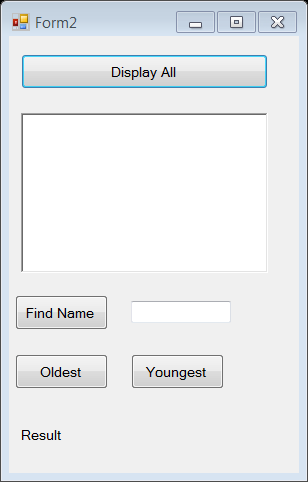 Form2
Display All
Find Name
Oldest Youngest
Result